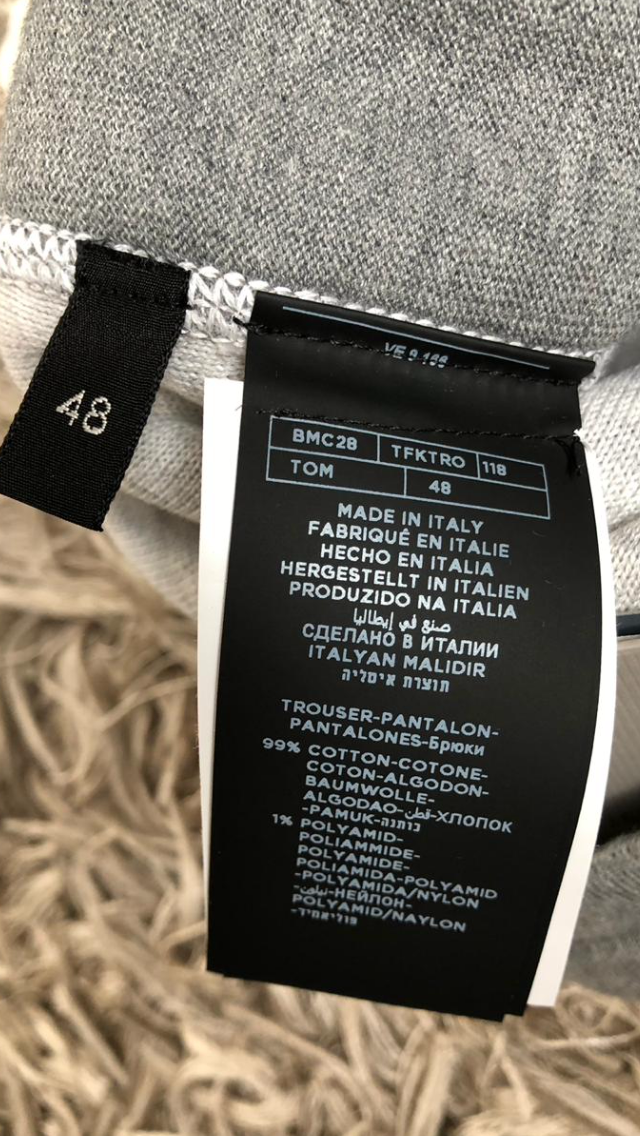 48
BMC28 TFKTRO 118
TOM 48
MADE IN ITALY
FABRIQUÉ EN ITALIE
HECHO EN ITALIA
HERGESTELLT IN ITALIEN
PRODUZIDO NA ITALIA
صنع في إيطاليا
СДЕЛАНО В ИТАЛИИ
ITALYAN MALIDIR
תוצרת איטליה
TROUSER-PANTALON-
PANTALONES-Брюки
99% COTTON-COTONE-
COTON-ALGODON-
BAUMWOLLE-
ALGODAO-قطن-ХЛОПОК
-PAMUK-כותנה
1% POLYAMID-
POLIAMMIDE-
POLYAMIDE-
POLIAMIDA-POLYAMID
-POLYAMIDA/NYLON
-نيلون-НЕЙЛОН-
POLYAMID/NAYLON